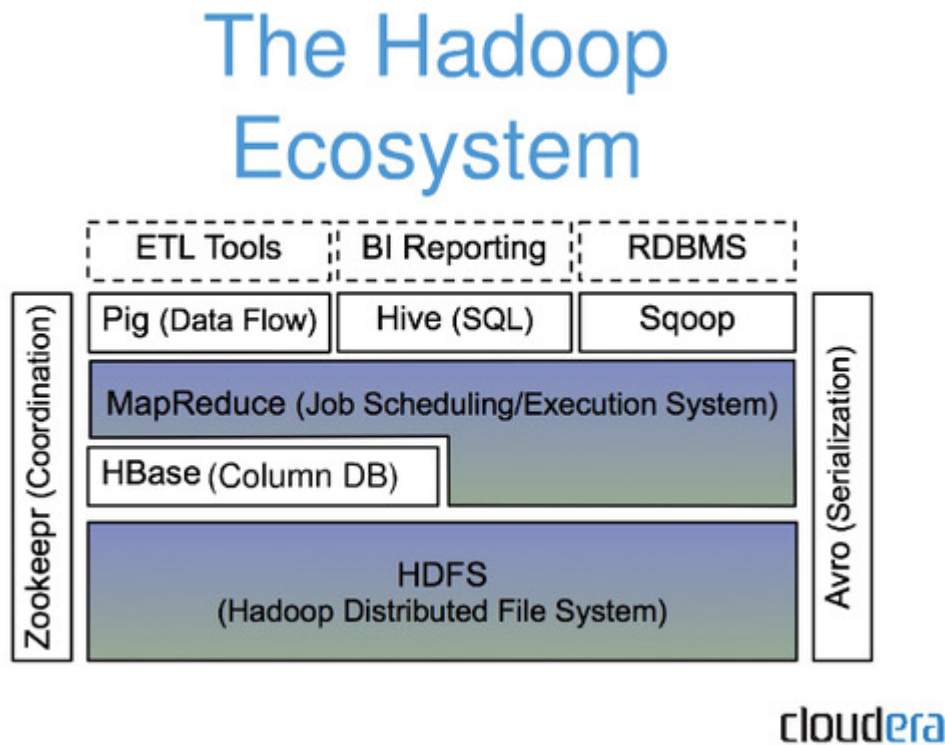 The Hadoop
Ecosystem
ETL Tools
BI Reporting
RDBMS
Zookeepr (Coordination)
Pig (Data Flow)
Hive (SQL)
Sqoop
Avro (Serialization)
MapReduce (Job Scheduling/Execution System)
HBase (Column DB)
HDFS
(Hadoop Distributed File System)
cloudera